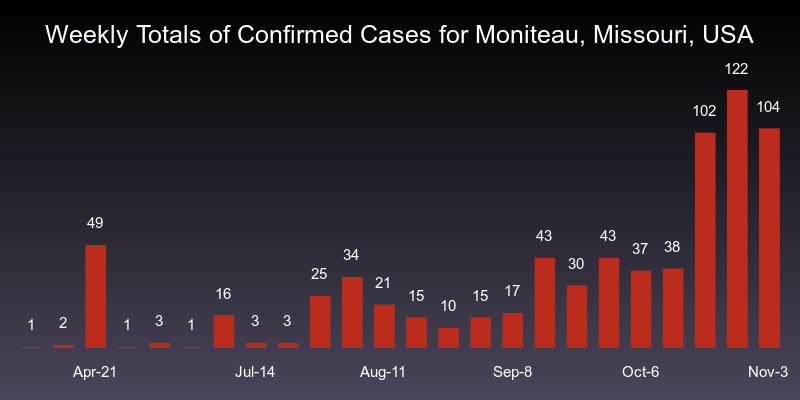 Weekly Totals of Confirmed Cases for Moniteau, Missouri, USA
1 2 49 1 3 1 16 3 3 25 34 21 15 10 15 17 43 30 43 37 38 102 122 104
Apr-21 Jul-14 Aug-11 Sep-8 Oct-6 Nov-3